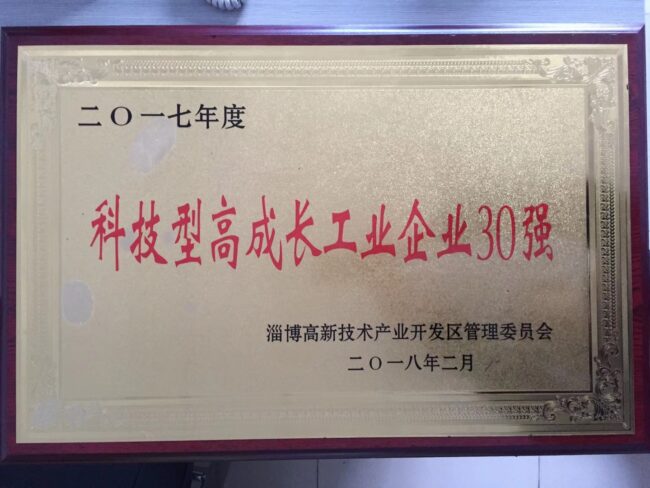 二〇一七年度
科技型高成长工业企业30强
淄博高新技术产业开发区管理委员会
二〇一八年二月